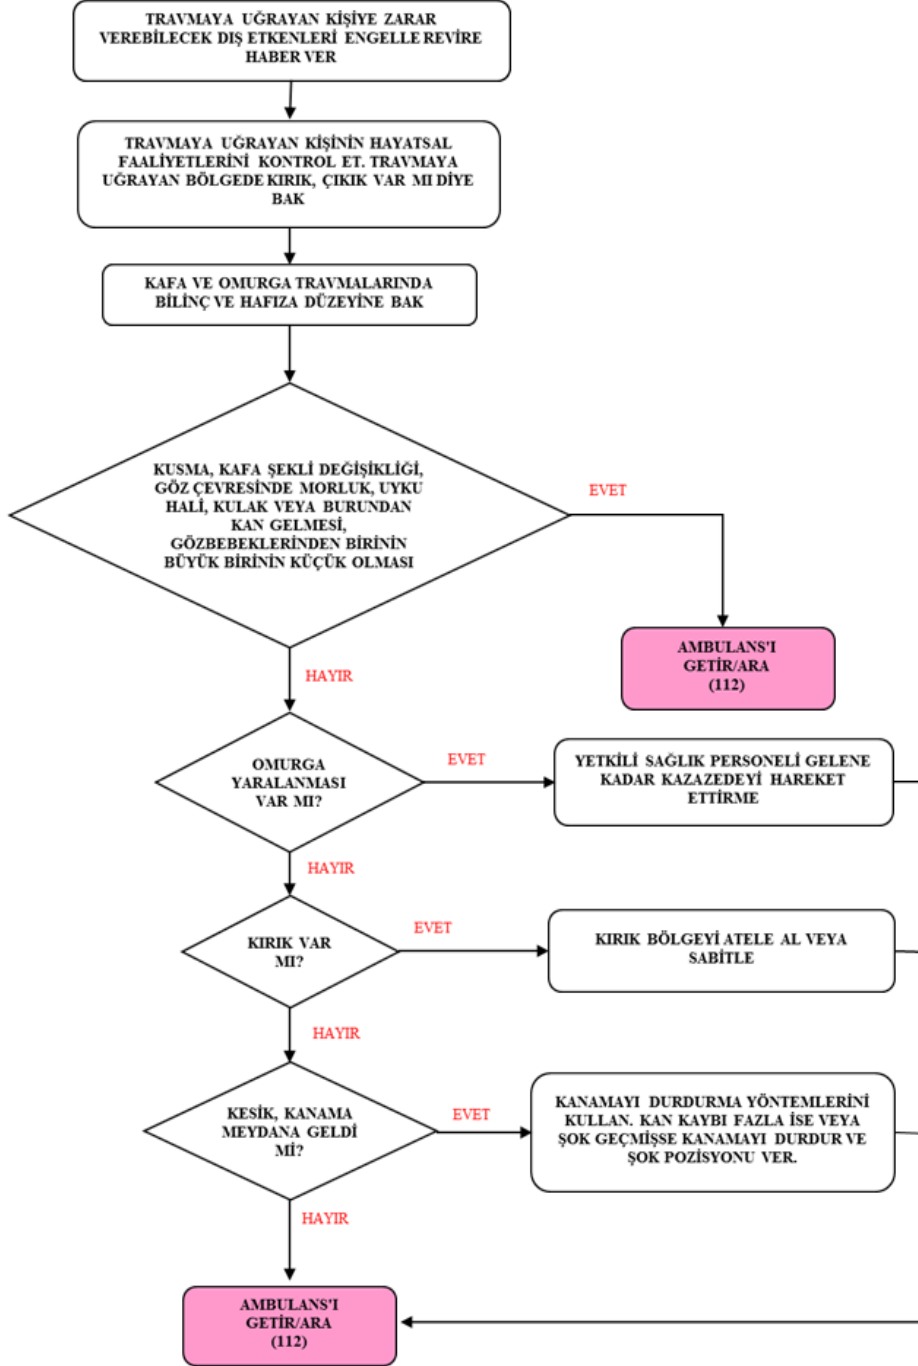 TRAVMAYA UĞRAYAN KİŞİYE ZARAR
VEREBİLECEK DIŞ ETKENLERİ ENGELLE REVİRE
HABER VER
TRAVMAYA UĞRAYAN KİŞİNİN HAYATSAL
FAALİYETLERİNİ KONTROL ET. TRAVMAYA
UĞRAYAN BÖLGEDE KIRIK, ÇIKIK VAR MI DİYE
BAK
KAFA VE OMURGA TRAVMALARINDA
BİLİNÇ VE HAFIZA DÜZEYİNE BAK
KUSMA, KAFA ŞEKLİ DEĞİŞİKLİĞİ,
GÖZ ÇEVRESİNDE MORLUK, UYKU
HALİ, KULAK VEYA BURUNDAN
KAN GELMESİ,
GÖZBEBEKLERİNDEN BİRİNİN
BÜYÜK BİRİNİN KÜÇÜK OLMASI
EVET
AMBULANS'I
GETİR/ARA
(112)
HAYIR
OMURGA
YARALANMASI
VAR MI?
EVET
YETKİLİ SAĞLIK PERSONELİ GELENE
KADAR KAZAZEDEYİ HAREKET
ETTİRME
HAYIR
KIRIK VAR
MI?
EVET
KIRIK BÖLGEYİ ATELE AL VEYA
SABİTLE
HAYIR
KESİK, KANAMA
MEYDANA GELDİ
Mİ?
EVET
KANAMAYI DURDURMA YÖNTEMLERİNİ
KULLAN. KAN KAYBI FAZLA İSE VEYA
ŞOK GEÇMİŞSE KANAMAYI DURDUR VE
ŞOK POZİSYONU VER.
HAYIR
AMBULANS'I
GETİR/ARA
(112)